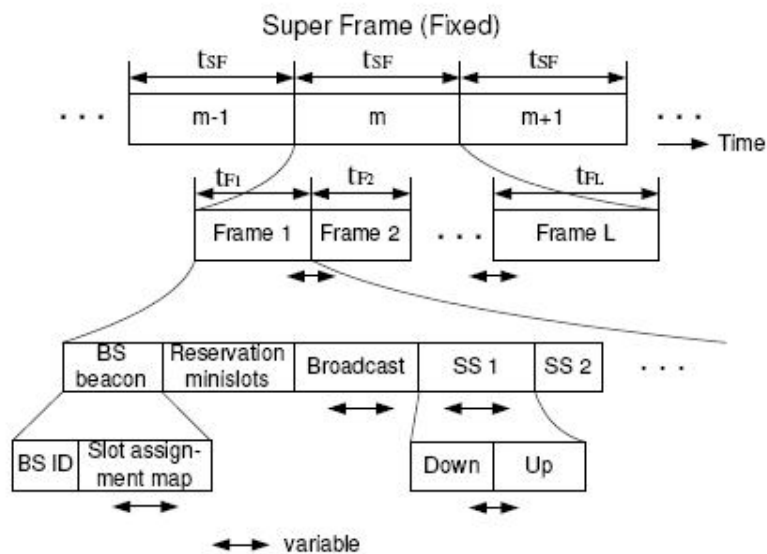 Super Frame (Fixed)
tSF tSF tSF
. . . m-1 m m+1 . . .
Time
tF1 tF2 tFL
Frame 1 Frame 2 . . . Frame L
BS beacon
Reservation minislots
Broadcast
SS 1
SS 2
. . .
BS ID
Slot assign-
ment map
Down
Up
variable